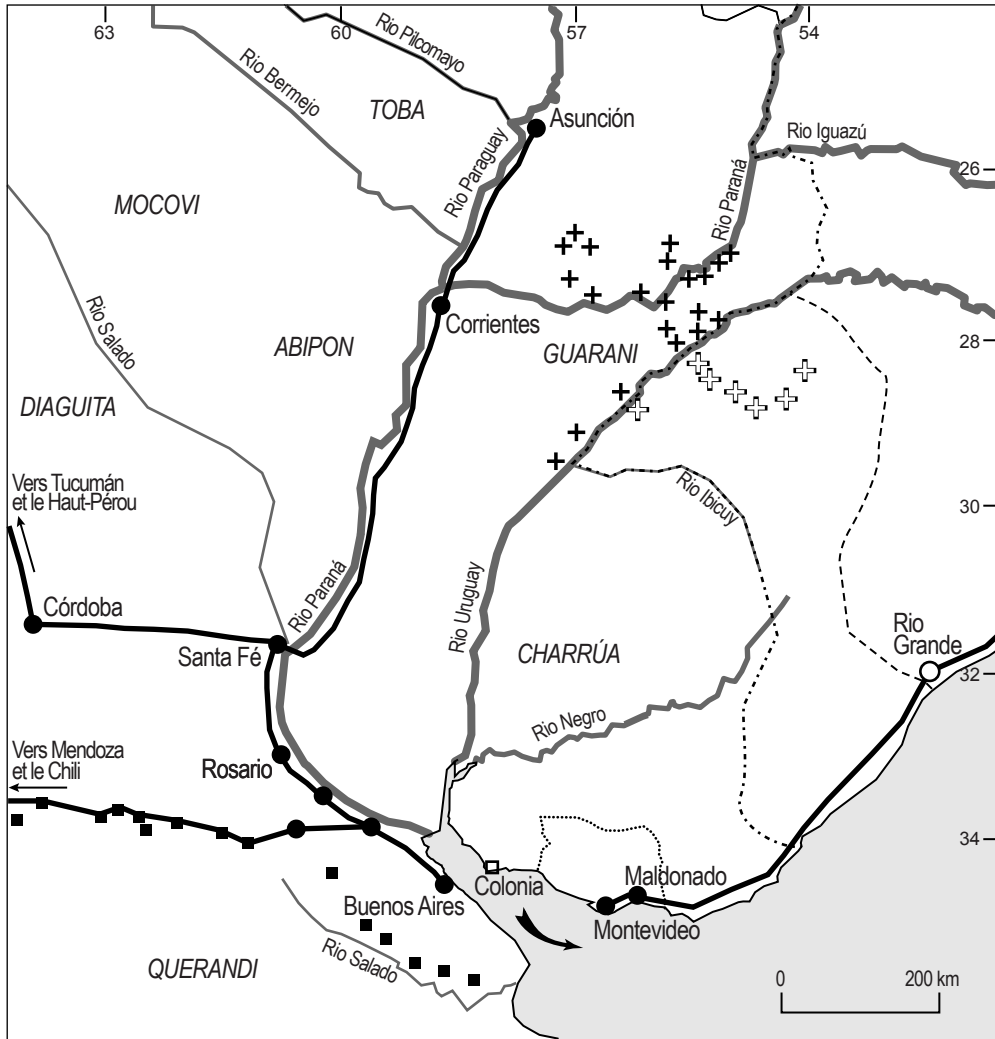 63
60
57
54
Rio Pilcomayo
Rio Bermejo
TOBA
Asunción
Rio Paraguay
Rio Iguazú
26
MOCOVI
Rio Paraná
Rio Salado
Corrientes
28
ABIPON
GUARANI
DIAGUITA
Vers Tucumán
et le Haut-Pérou
Rio Ibicuy
30
Rio Paraná
Rio Uruguay
Córdoba
Santa Fé
CHARRÚA
Rio
Grande
32
Rio Negro
Vers Mendoza
et le Chili
Rosario
34
Colonia
Maldonado
Buenos Aires
Montevideo
Rio Salado
QUERANDI
0
200 km